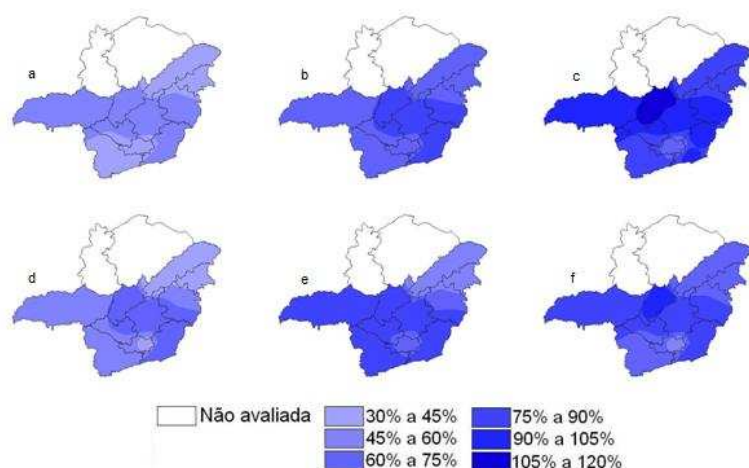 a
b
c
d
e
f
Não avaliada
30% a 45%
75% a 90%
45% a 60%
90% a 105%
60% a 75%
105% a 120%